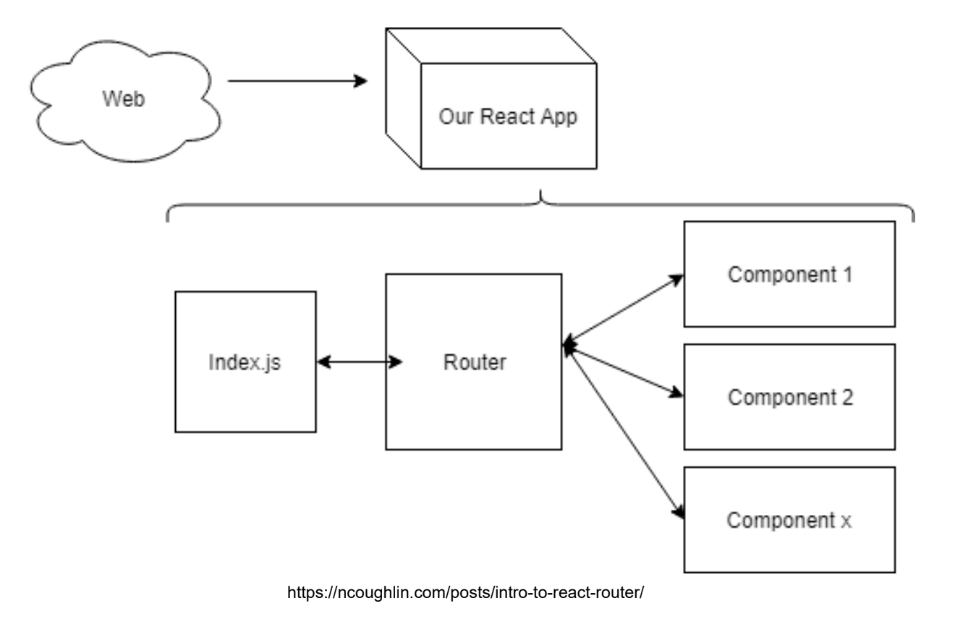 Web
Our React App
Index.js
Router
Component 1
Component 2
Component x
https://ncoughlin.com/posts/intro-to-react-router/